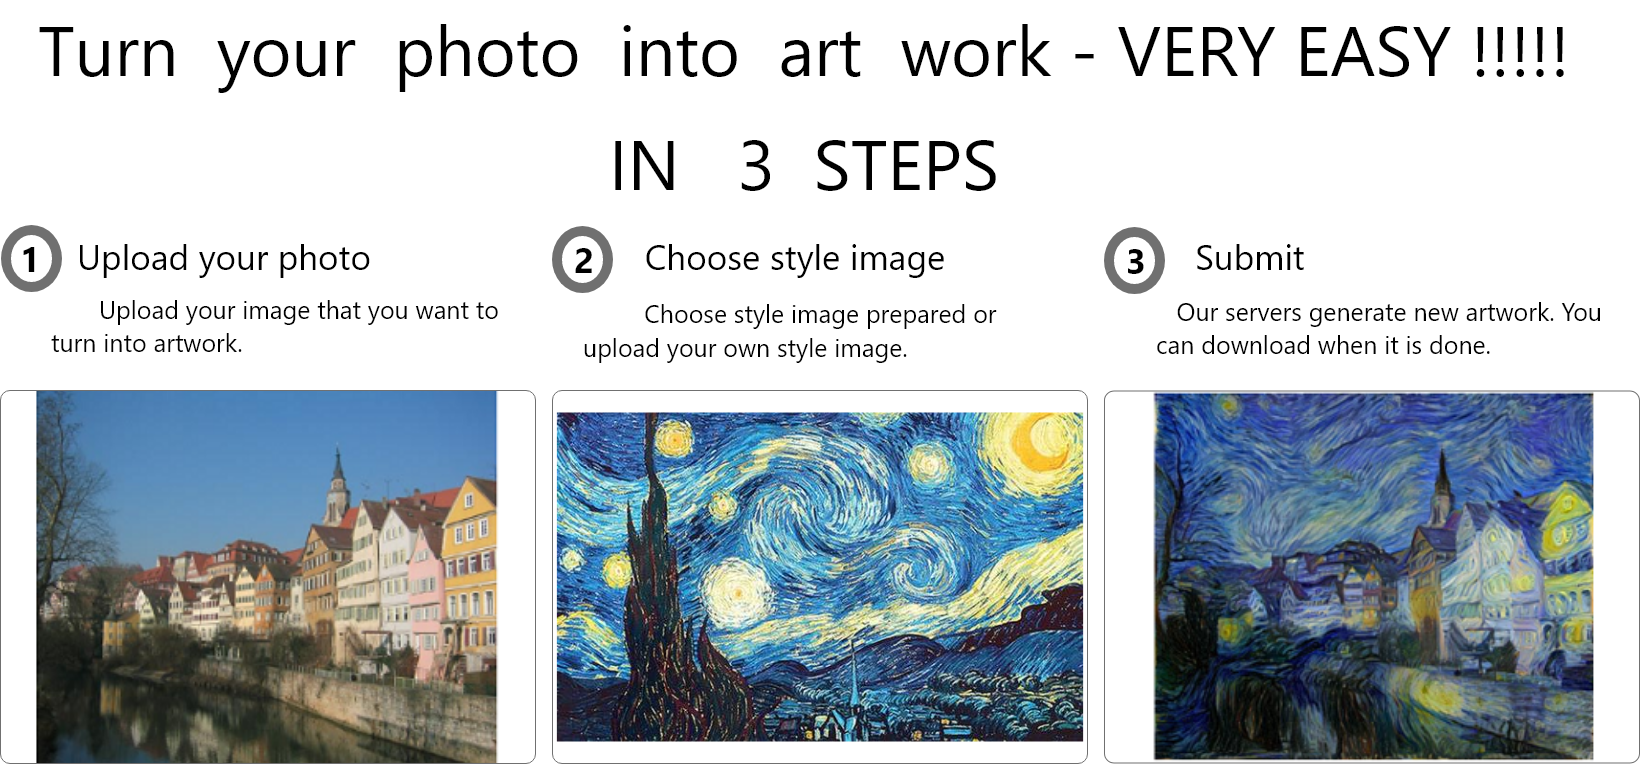 Turn your photo into art work - VERY EASY !!!!!
IN 3 STEPS
1 Upload your photo
Upload your image that you want to
turn into artwork.
2 Choose style image
Choose style image prepared or
upload your own style image.
3 Submit
Our servers generate new artwork. You
can download when it is done.